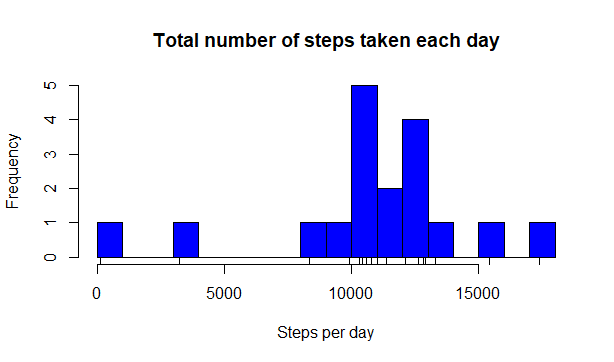 Total number of steps taken each day
Frequency
5
4
3
2
1
0
0 5000 10000 15000
Steps per day